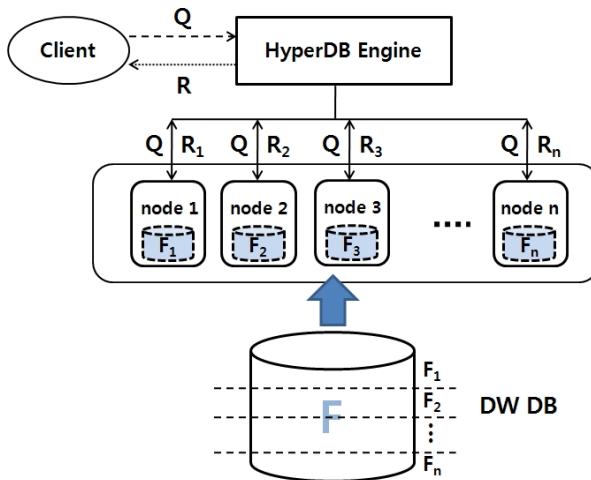 Q
Client
HyperDB Engine
R
Q R₁ Q R₂ Q R₃ Q Rₙ
node 1 node 2 node 3 .... node n
F₁ F₂ F₃ Fₙ
F₁
F
F₂
DW DB
Fₙ